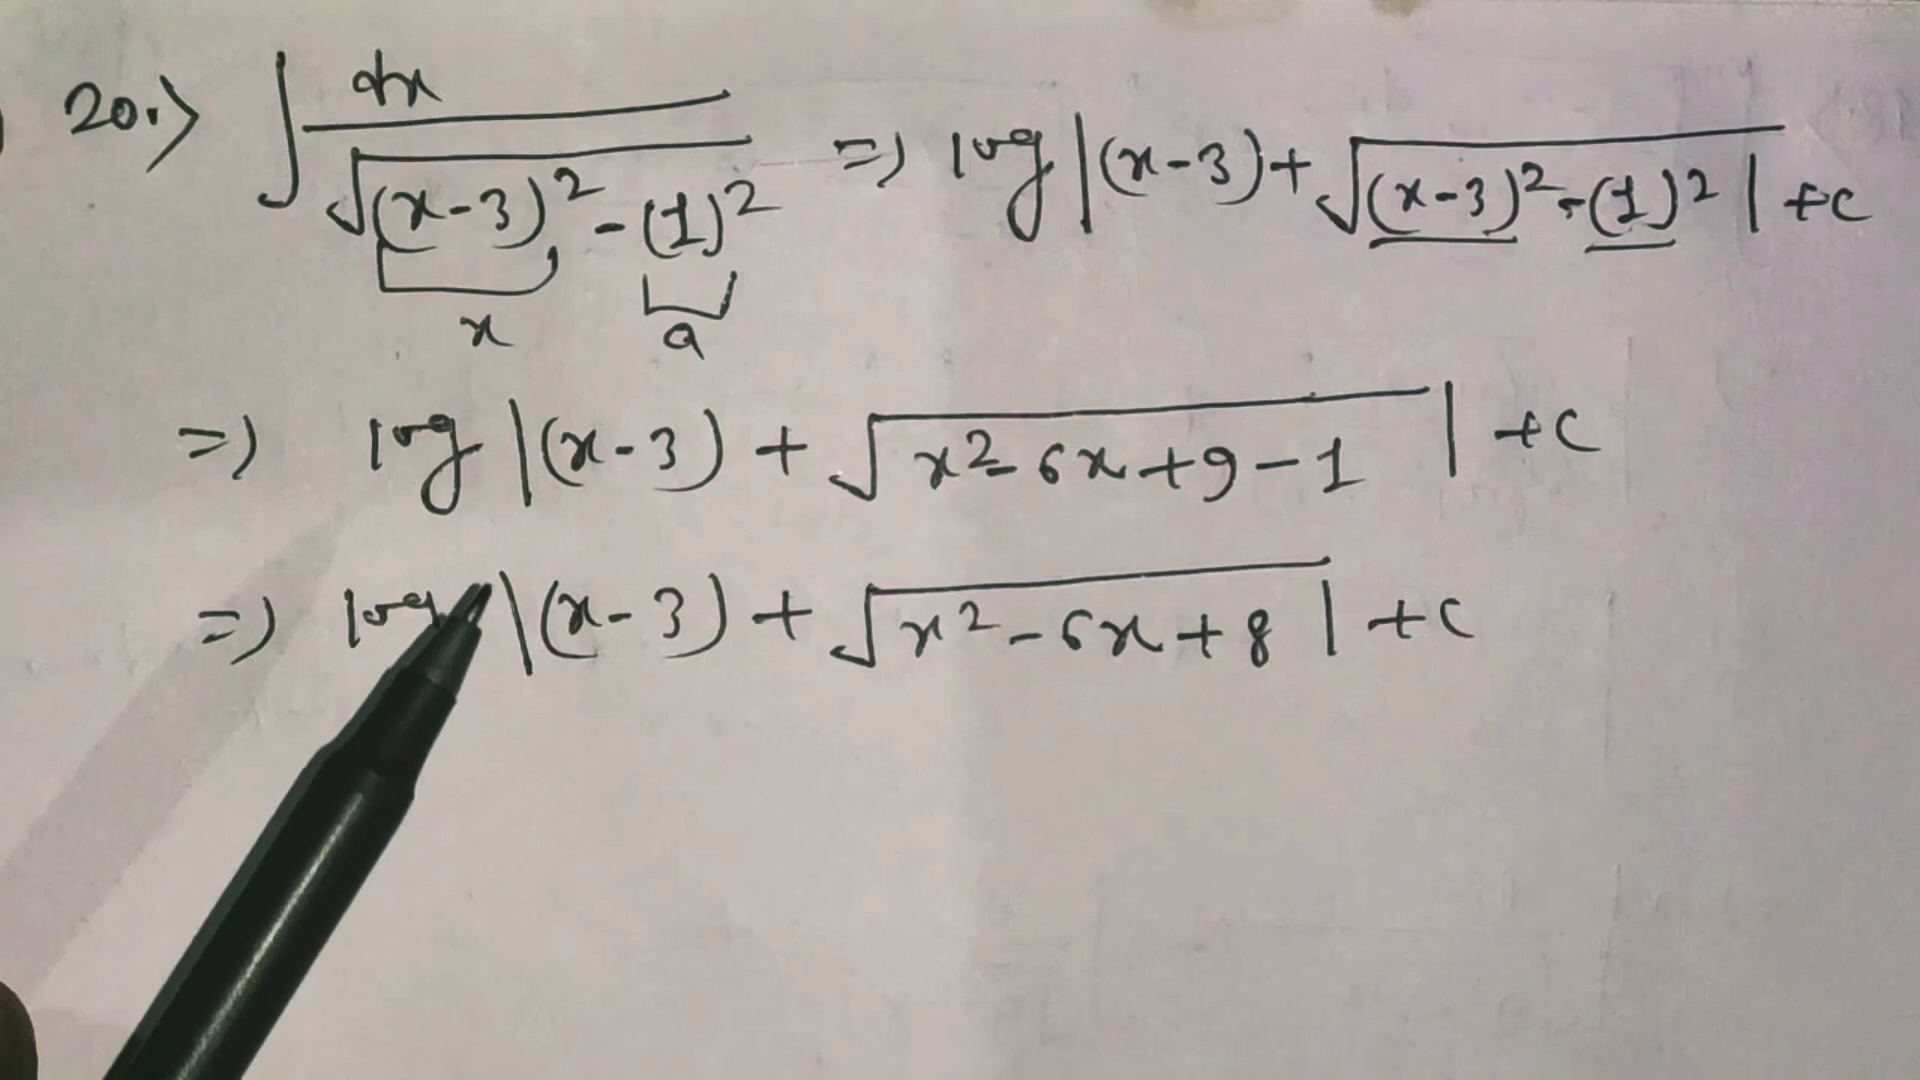 20.) ∫ dx / √((x-3)² - (1)²) => log |(x-3) + √((x-3)² - (1)²)| + c
x a
=> log |(x-3) + √(x² - 6x + 9 - 1)| + c
=> log |(x-3) + √(x² - 6x + 8)| + c